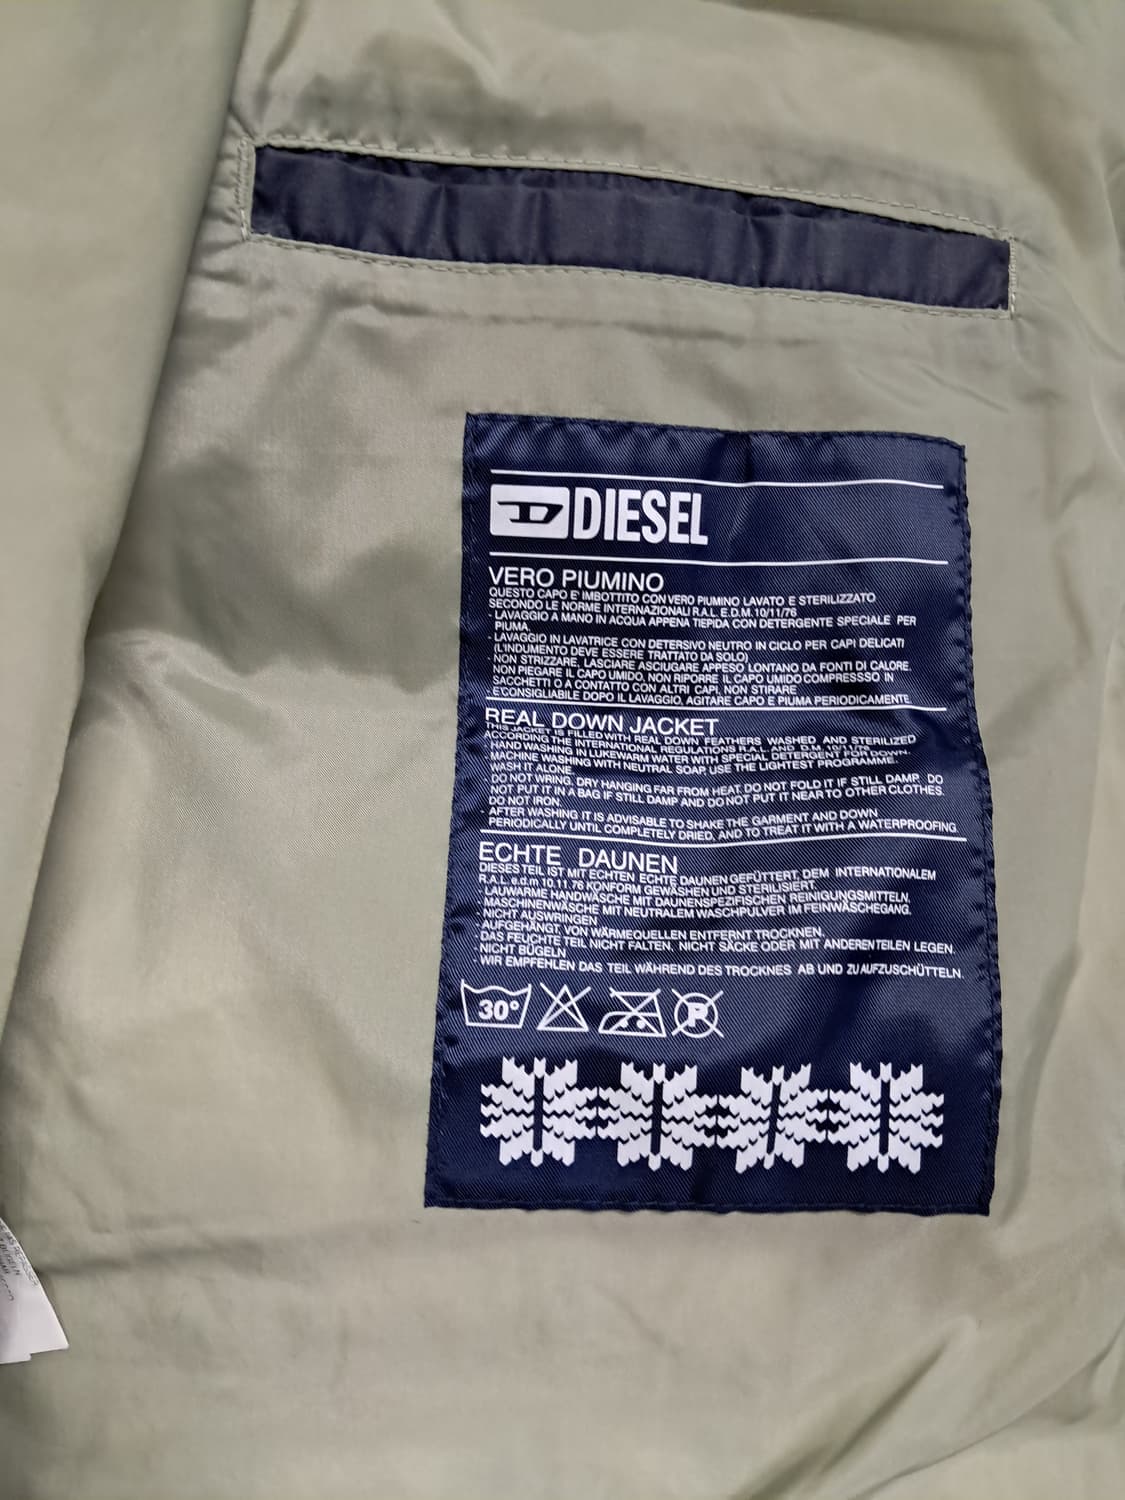 DIESEL
VERO PIUMINO
QUESTO CAPO E' IMBOTTITO CON VERO PIUMINO LAVATO E STERILIZZATO
SECONDO LE NORME INTERNAZIONALI R.A.L. E.D.M. 10/11/76
- LAVAGGIO A MANO IN ACQUA APPENA TIEPIDA CON DETERGENTE SPECIALE PER
PIUMA.
- LAVAGGIO IN LAVATRICE CON DETERSIVO NEUTRO IN CICLO PER CAPI DELICATI
(L'INDUMENTO DEVE ESSERE TRATTATO DA SOLO)
- NON STRIZZARE, LASCIARE ASCIUGARE APPESO LONTANO DA FONTI DI CALORE.
NON PIEGARE IL CAPO UMIDO, NON RIPORRE IL CAPO UMIDO COMPRESSSO IN
SACCHETTI O A CONTATTO CON ALTRI CAPI, NON STIRARE
- E'CONSIGLIABILE DOPO IL LAVAGGIO, AGITARE CAPO E PIUMA PERIODICAMENTE
REAL DOWN JACKET
THIS JACKET IS FILLED WITH REAL DOWN FEATHERS WASHED AND STERILIZED
ACCORDING THE INTERNATIONAL REGULATIONS R.A.L. AND D.M. 10/11/76
- HAND WASHING IN LUKEWARM WATER WITH SPECIAL DETERGENT FOR DOWN.
- MACHINE WASHING WITH NEUTRAL SOAP, USE THE LIGHTEST PROGRAMME.
WASH IT ALONE.
- DO NOT WRING, DRY HANGING FAR FROM HEAT. DO NOT FOLD IT IF STILL DAMP, DO
NOT PUT IT IN A BAG IF STILL DAMP AND DO NOT PUT IT NEAR TO OTHER CLOTHES.
DO NOT IRON.
- AFTER WASHING IT IS ADVISABLE TO SHAKE THE GARMENT AND DOWN
PERIODICALLY UNTIL COMPLETELY DRIED, AND TO TREAT IT WITH A WATERPROOFING
ECHTE DAUNEN
DIESES TEIL IST MIT ECHTEN ECHTE DAUNEN GEFÜTTERT, DEM INTERNATIONALEM
R.A.L. e.d.m 10.11.76 KONFORM GEWÄSHEN UND STERILISIERT.
- LAUWARME HANDWÄSCHE MIT DAUNENSPEZIFISCHEN REINIGUNGSMITTELN.
- MASCHINENWÄSCHE MIT NEUTRALEM WASCHPULVER IM FEINWÄSCHEGANG.
- NICHT AUSWRINGEN
- AUFGEHÄNGT, VON WÄRMEQUELLEN ENTFERNT TROCKNEN.
- DAS FEUCHTE TEIL NICHT FALTEN, NICHT SÄCKE ODER MIT ANDEREN TEILEN LEGEN.
- NICHT BÜGELN
- WIR EMPFEHLEN DAS TEIL WÄHREND DES TROCKNES AB UND ZU AUFZUSCHÜTTELN.
30° P